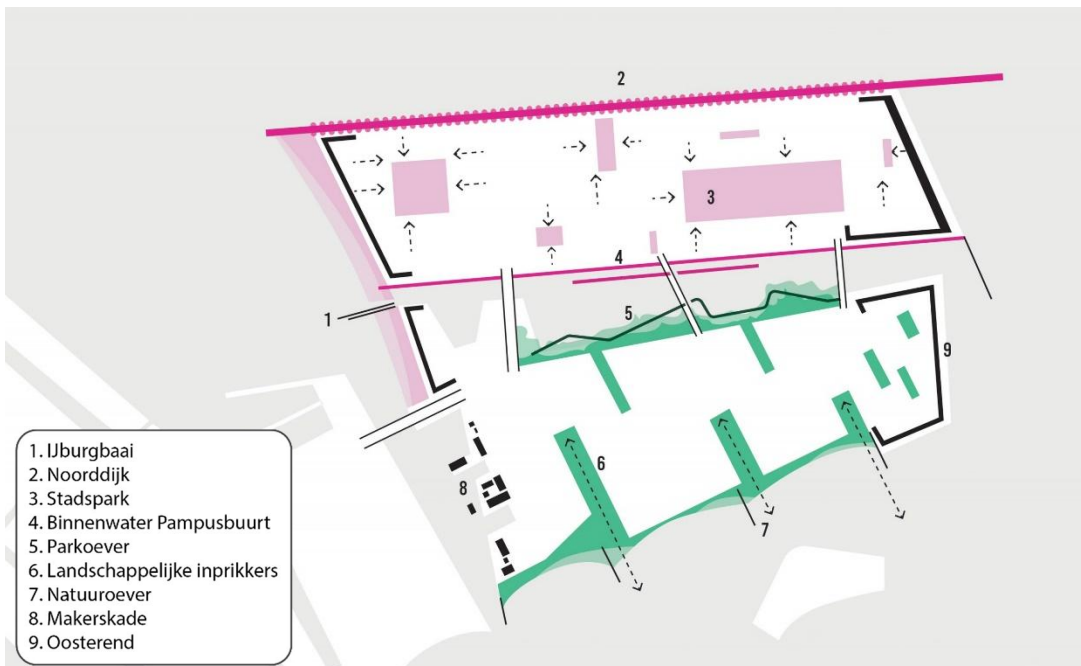 2
3
4
1
5
9
6
8
7
1. IJburgbaai
2. Noorddijk
3. Stadspark
4. Binnenwater Pampusbuurt
5. Parkoever
6. Landschappelijke inprikkers
7. Natuuroever
8. Makerskade
9. Oosterend